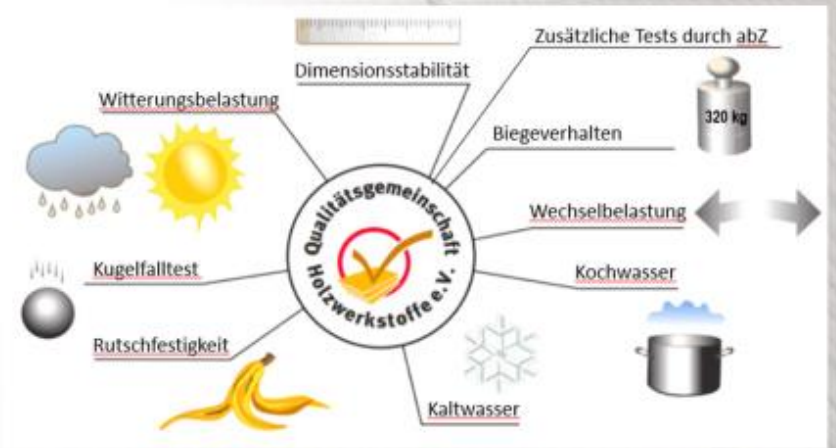 Zusätzliche Tests durch abZ
Dimensionsstabilität
Witterungsbelastung
320 kg
Biegeverhalten
Qualitätsgemeinschaft
Holzwerkstoffe e.V.
Wechselbelastung
Kugelfalltest
Kochwasser
Rutschfestigkeit
Kaltwasser